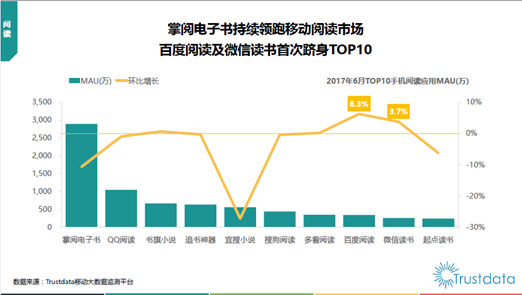 阅读
掌阅电子书持续领跑移动阅读市场
百度阅读及微信读书首次跻身TOP10
MAU(万) 环比增长
2017年6月TOP10手机阅读应用MAU(万)
3,500
3,000
2,500
2,000
1,500
1,000
500
0
10%
0%
-10%
-20%
-30%
6.3%
3.7%
掌阅电子书 QQ阅读 书旗小说 追书神器 宜搜小说 搜狗阅读 多看阅读 百度阅读 微信读书 起点读书
数据来源：Trustdata移动大数据监测平台
Trustdata